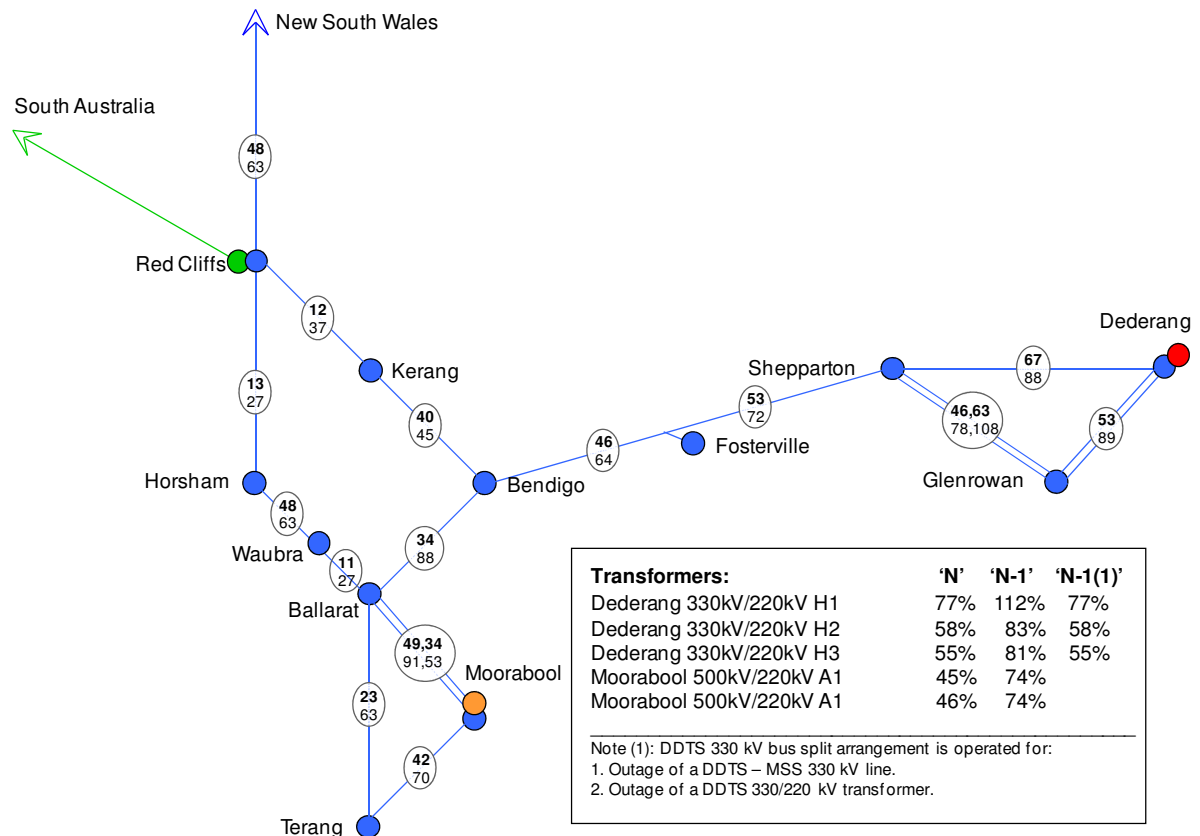 New South Wales
South Australia
48
63
Red Cliffs
12
37
Dederang
Kerang
Shepparton
67
88
13
27
40
45
53
72
46,63
78,108
53
89
46
64
Fosterville
Horsham
Bendigo
Glenrowan
48
63
Waubra
11
27
34
88
Ballarat
49,34
91,53
Moorabool
23
63
42
70
Terang
Transformers: 'N' 'N-1' 'N-1(1)'
Dederang 330kV/220kV H1 77% 112% 77%
Dederang 330kV/220kV H2 58% 83% 58%
Dederang 330kV/220kV H3 55% 81% 55%
Moorabool 500kV/220kV A1 45% 74%
Moorabool 500kV/220kV A1 46% 74%
Note (1): DDTS 330 kV bus split arrangement is operated for:
1. Outage of a DDTS – MSS 330 kV line.
2. Outage of a DDTS 330/220 kV transformer.